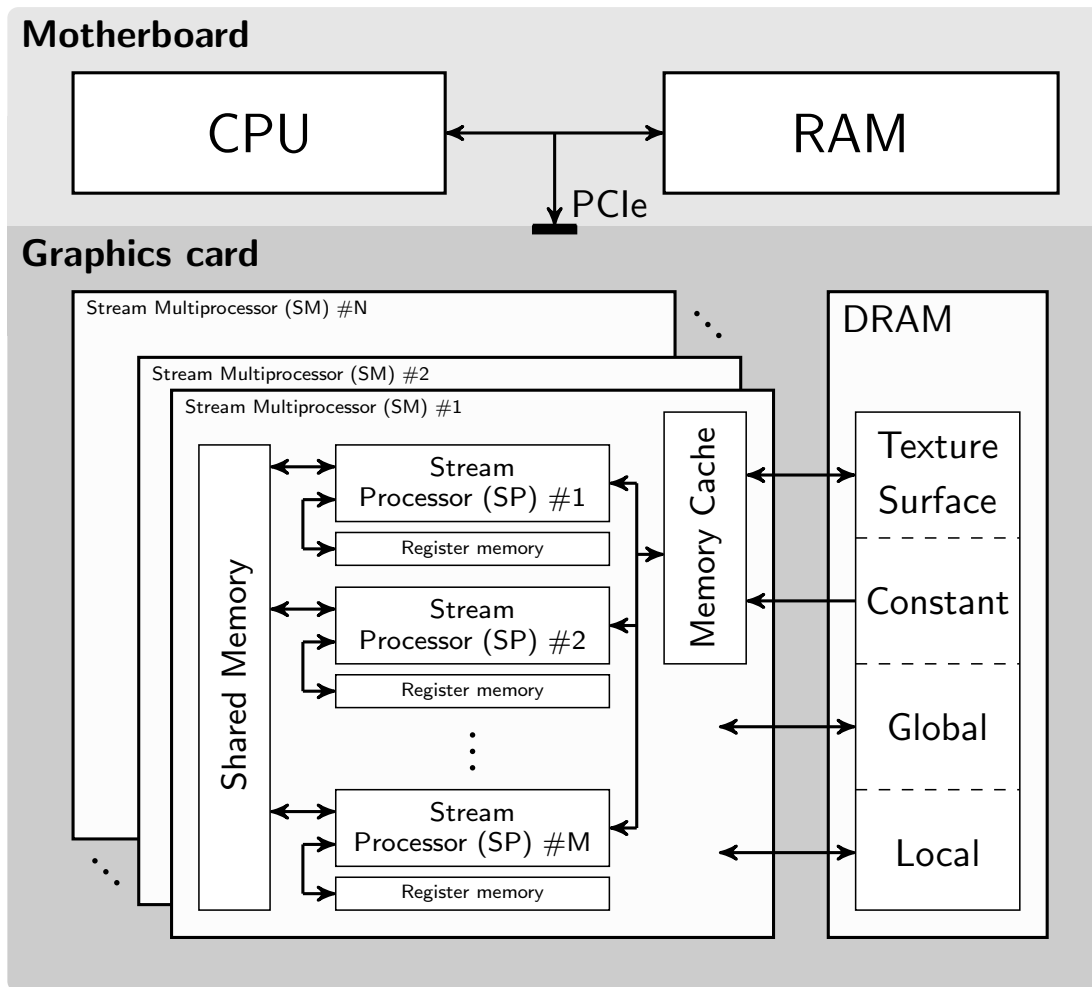 Motherboard
CPU
RAM
PCIe
Graphics card
Stream Multiprocessor (SM) #N
Stream Multiprocessor (SM) #2
Stream Multiprocessor (SM) #1
Shared Memory
Stream
Processor (SP) #1
Register memory
Stream
Processor (SP) #2
Register memory
Stream
Processor (SP) #M
Register memory
Memory Cache
DRAM
Texture
Surface
Constant
Global
Local